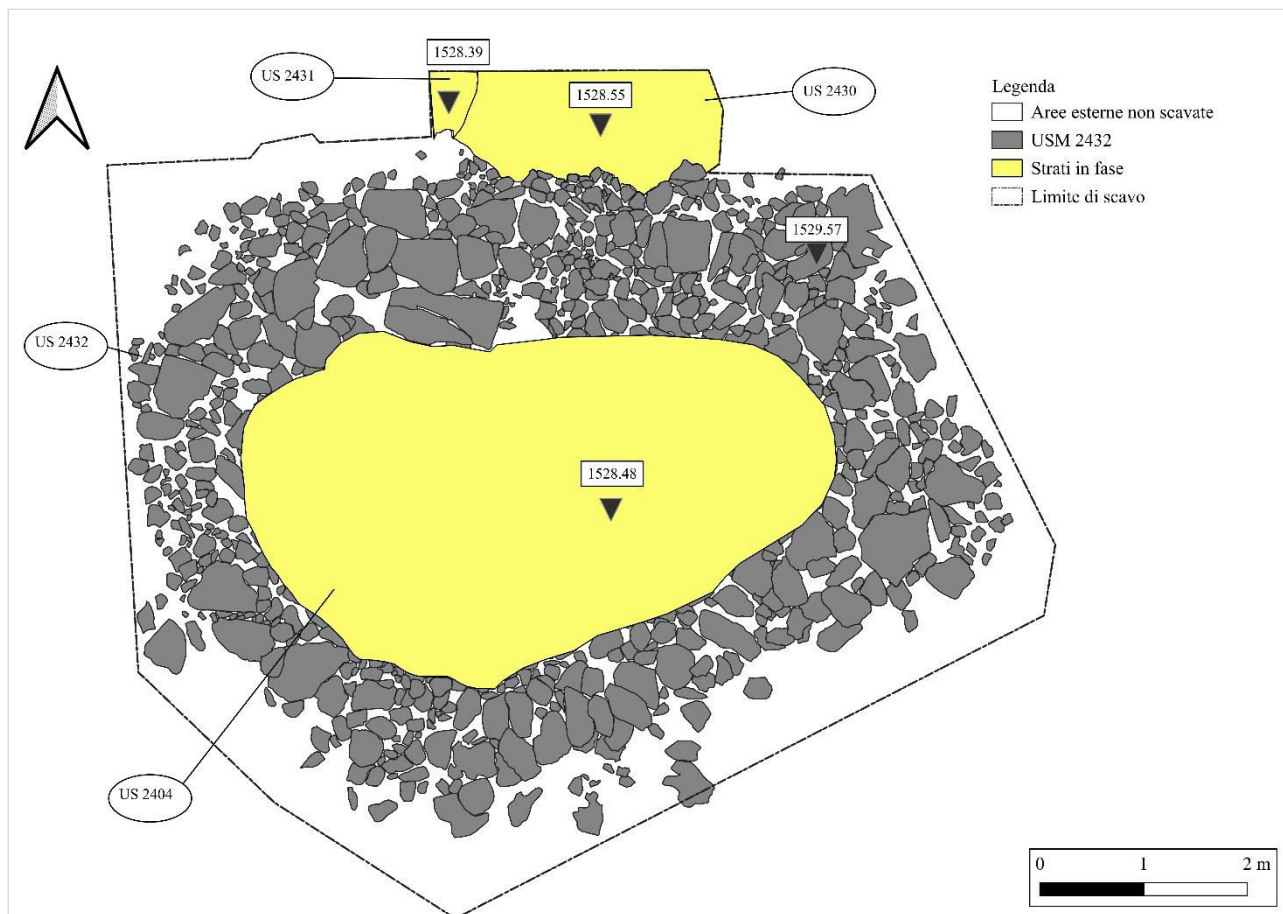 1528.39
US 2431
1528.55
US 2430
Legenda
Aree esterne non scavate
USM 2432
Strati in fase
Limite di scavo
1529.57
US 2432
1528.48
US 2404
0 1 2 m